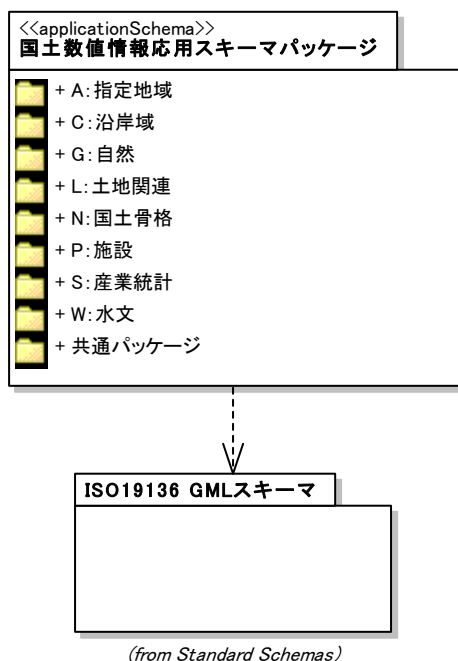 <<applicationSchema>>
国土数値情報応用スキーマパッケージ
+ A:指定地域
+ C:沿岸域
+ G:自然
+ L:土地関連
+ N:国土骨格
+ P:施設
+ S:産業統計
+ W:水文
+ 共通パッケージ
ISO19136 GMLスキーマ
(from Standard Schemas)